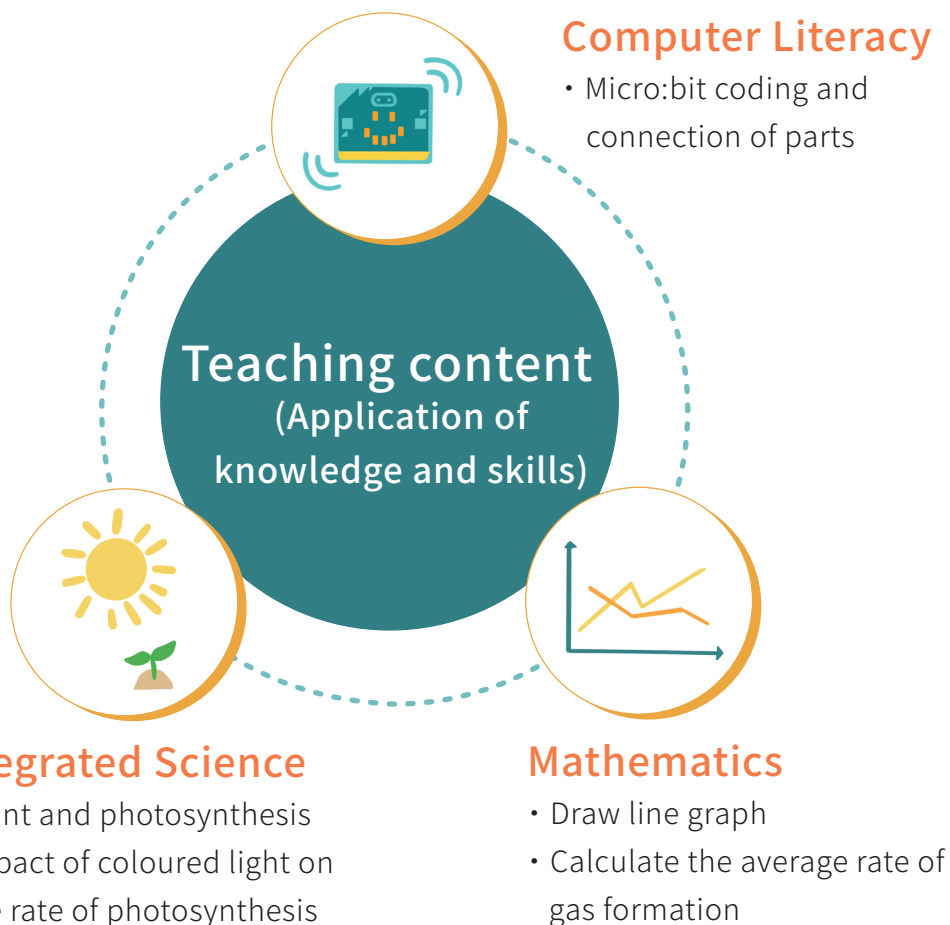 Computer Literacy
・Micro:bit coding and
connection of parts
Teaching content
(Application of
knowledge and skills)
egrated Science
nt and photosynthesis
pact of coloured light on
rate of photosynthesis
Mathematics
・Draw line graph
・Calculate the average rate of
gas formation